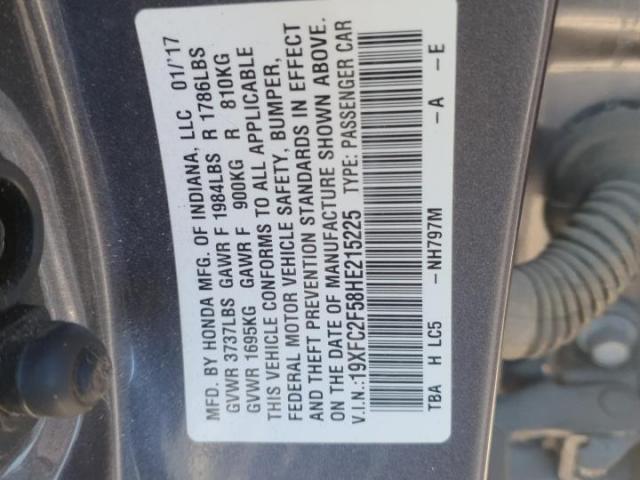 MFD. BY HONDA MFG. OF INDIANA, LLC 01/'17
GVWR 3737LBS GAWR F 1984LBS R 1786LBS
GVWR 1695KG GAWR F 900KG R 810KG
THIS VEHICLE CONFORMS TO ALL APPLICABLE
FEDERAL MOTOR VEHICLE SAFETY, BUMPER,
AND THEFT PREVENTION STANDARDS IN EFFECT
ON THE DATE OF MANUFACTURE SHOWN ABOVE.
V.I.N.:19XFC2F58HE215225 TYPE: PASSENGER CAR
TBA H LC5 - NH797M -A -E